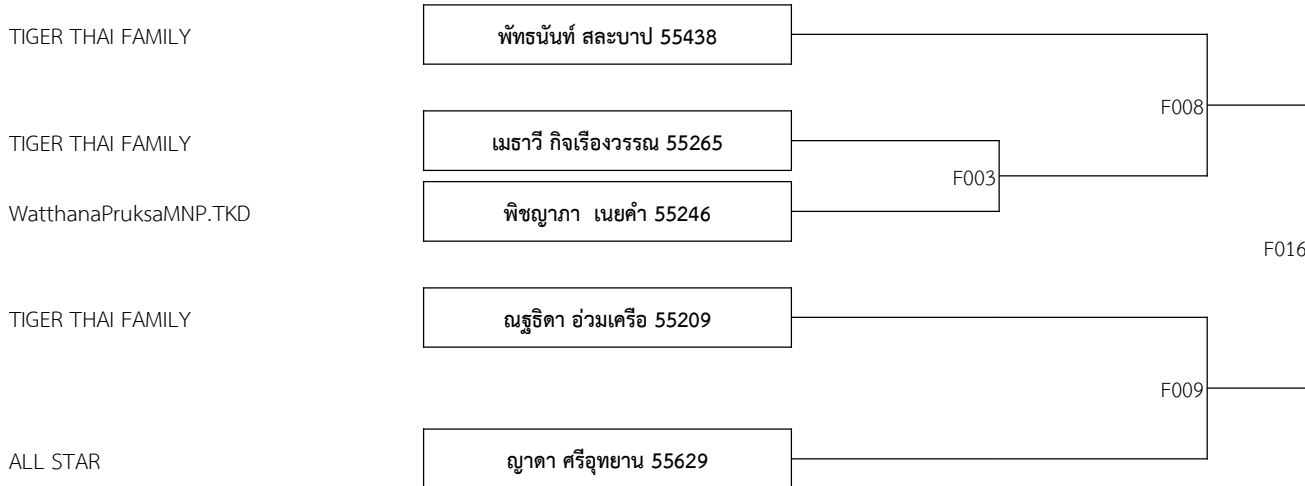 TIGER THAI FAMILY
พัทธนันท์ สละบาป 55438
F008
TIGER THAI FAMILY
เมธาวี กิจเรืองวรรณ 55265
F003
WatthanaPruksaMNP.TKD
พิชญาภา  เนยคำ 55246
F016
TIGER THAI FAMILY
ณฐธิดา อ่วมเครือ 55209
F009
ALL STAR
ญาดา ศรีอุทยาน 55629